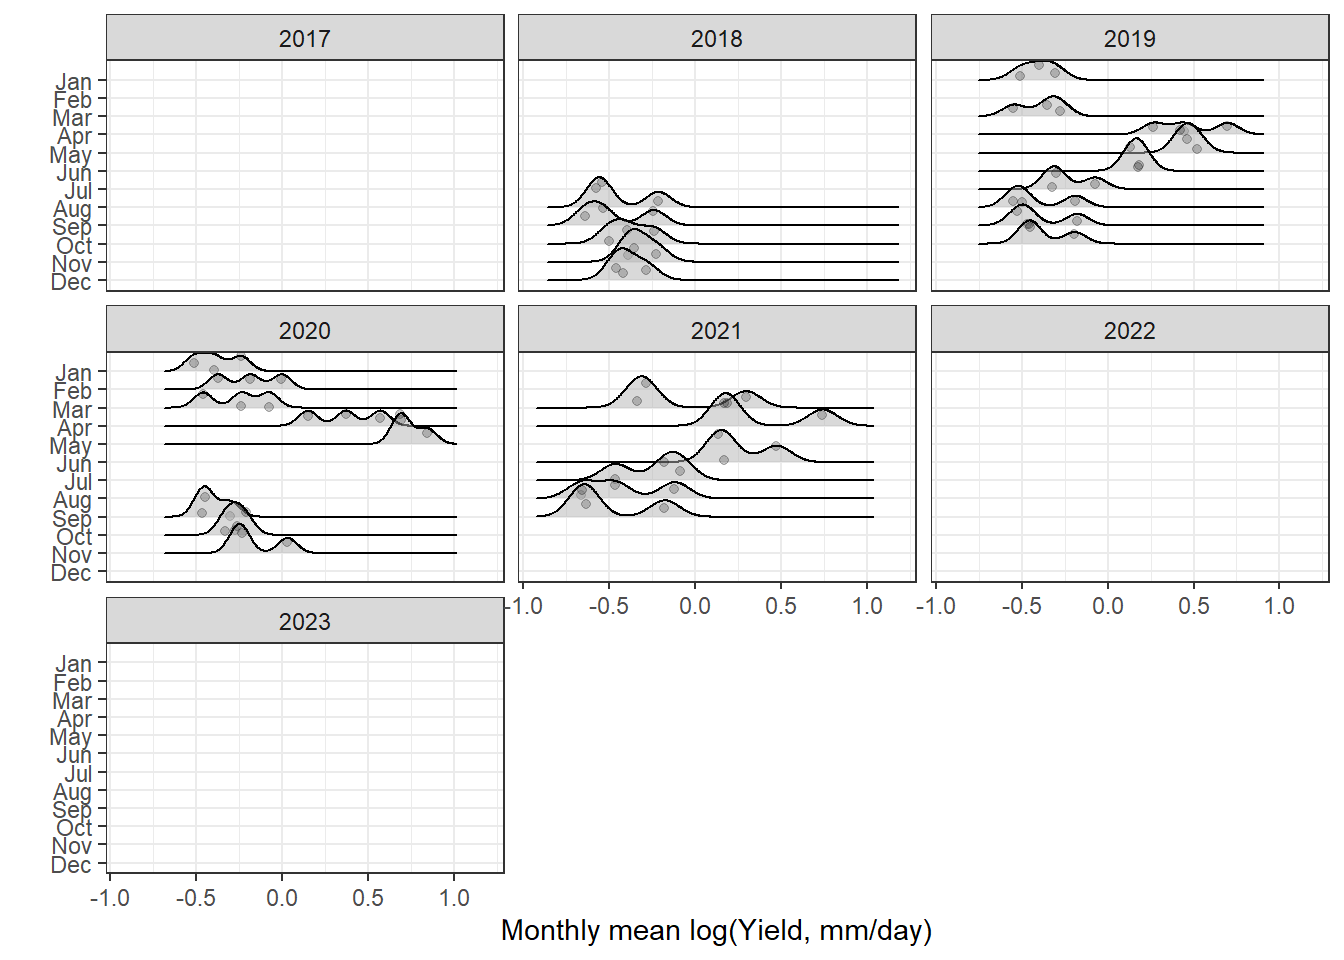 2017 2018 2019
Jan
Feb
Mar
Apr
May
Jun
Jul
Aug
Sep
Oct
Nov
Dec
2020 2021 2022
Jan
Feb
Mar
Apr
May
Jun
Jul
Aug
Sep
Oct
Nov
Dec
-1.0 -0.5 0.0 0.5 1.0 -1.0 -0.5 0.0 0.5 1.0
2023
Jan
Feb
Mar
Apr
May
Jun
Jul
Aug
Sep
Oct
Nov
Dec
-1.0 -0.5 0.0 0.5 1.0
Monthly mean log(Yield, mm/day)